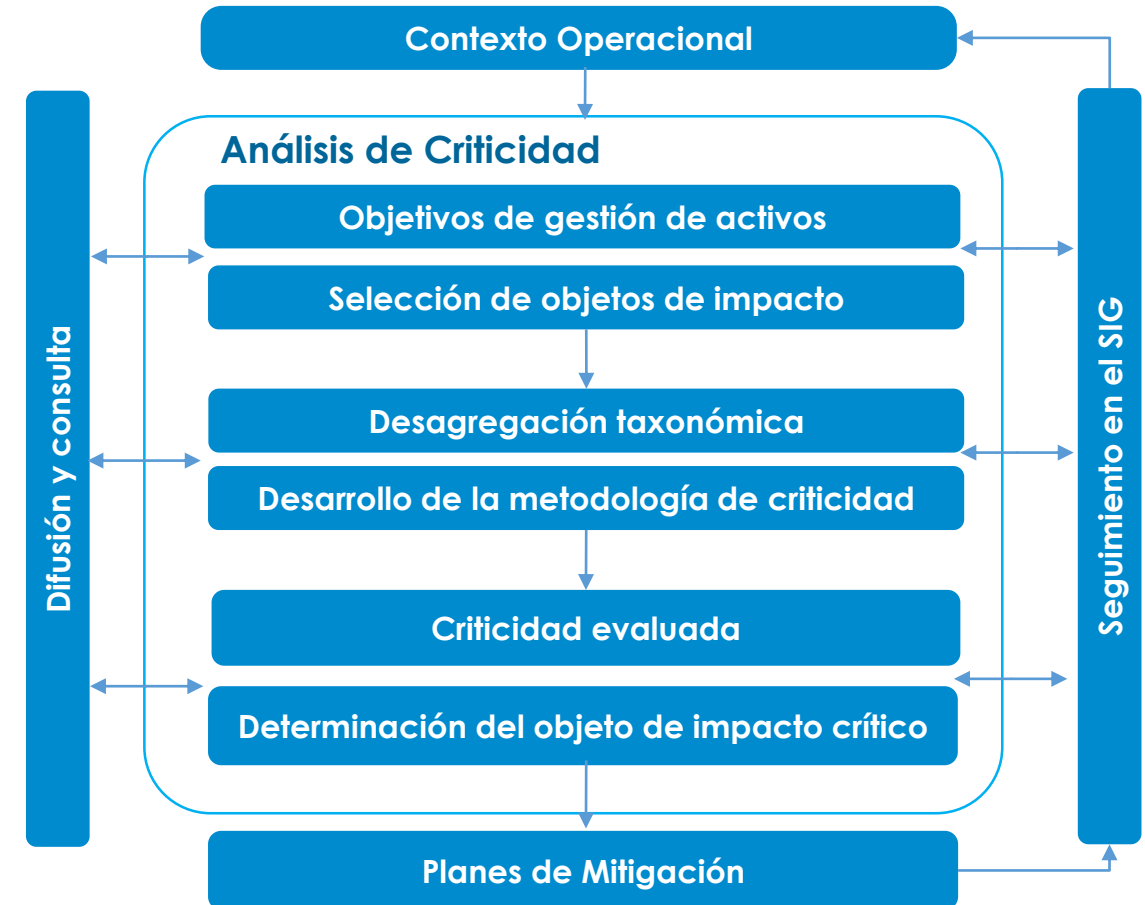 Contexto Operacional
Análisis de Criticidad
Objetivos de gestión de activos
Selección de objetos de impacto
Desagregación taxonómica
Desarrollo de la metodología de criticidad
Criticidad evaluada
Determinación del objeto de impacto crítico
Planes de Mitigación
Difusión y consulta
Seguimiento en el SIG